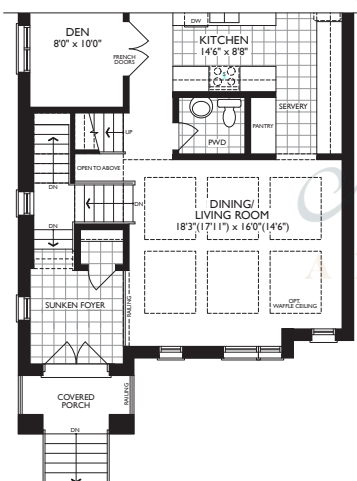 DEN
8'0" x 10'0"
FRENCH
DOORS
DW
KITCHEN
14'6" x 8'8"
SERVERY
PANTRY
PWD
UP
OPEN TO ABOVE
DN
DN
DN
DINING/
LIVING ROOM
18'3"(17'11") x 16'0"(14'6")
SUNKEN FOYER
RAILING
OPT.
WAFFLE CEILING
COVERED
PORCH
RAILING
DN